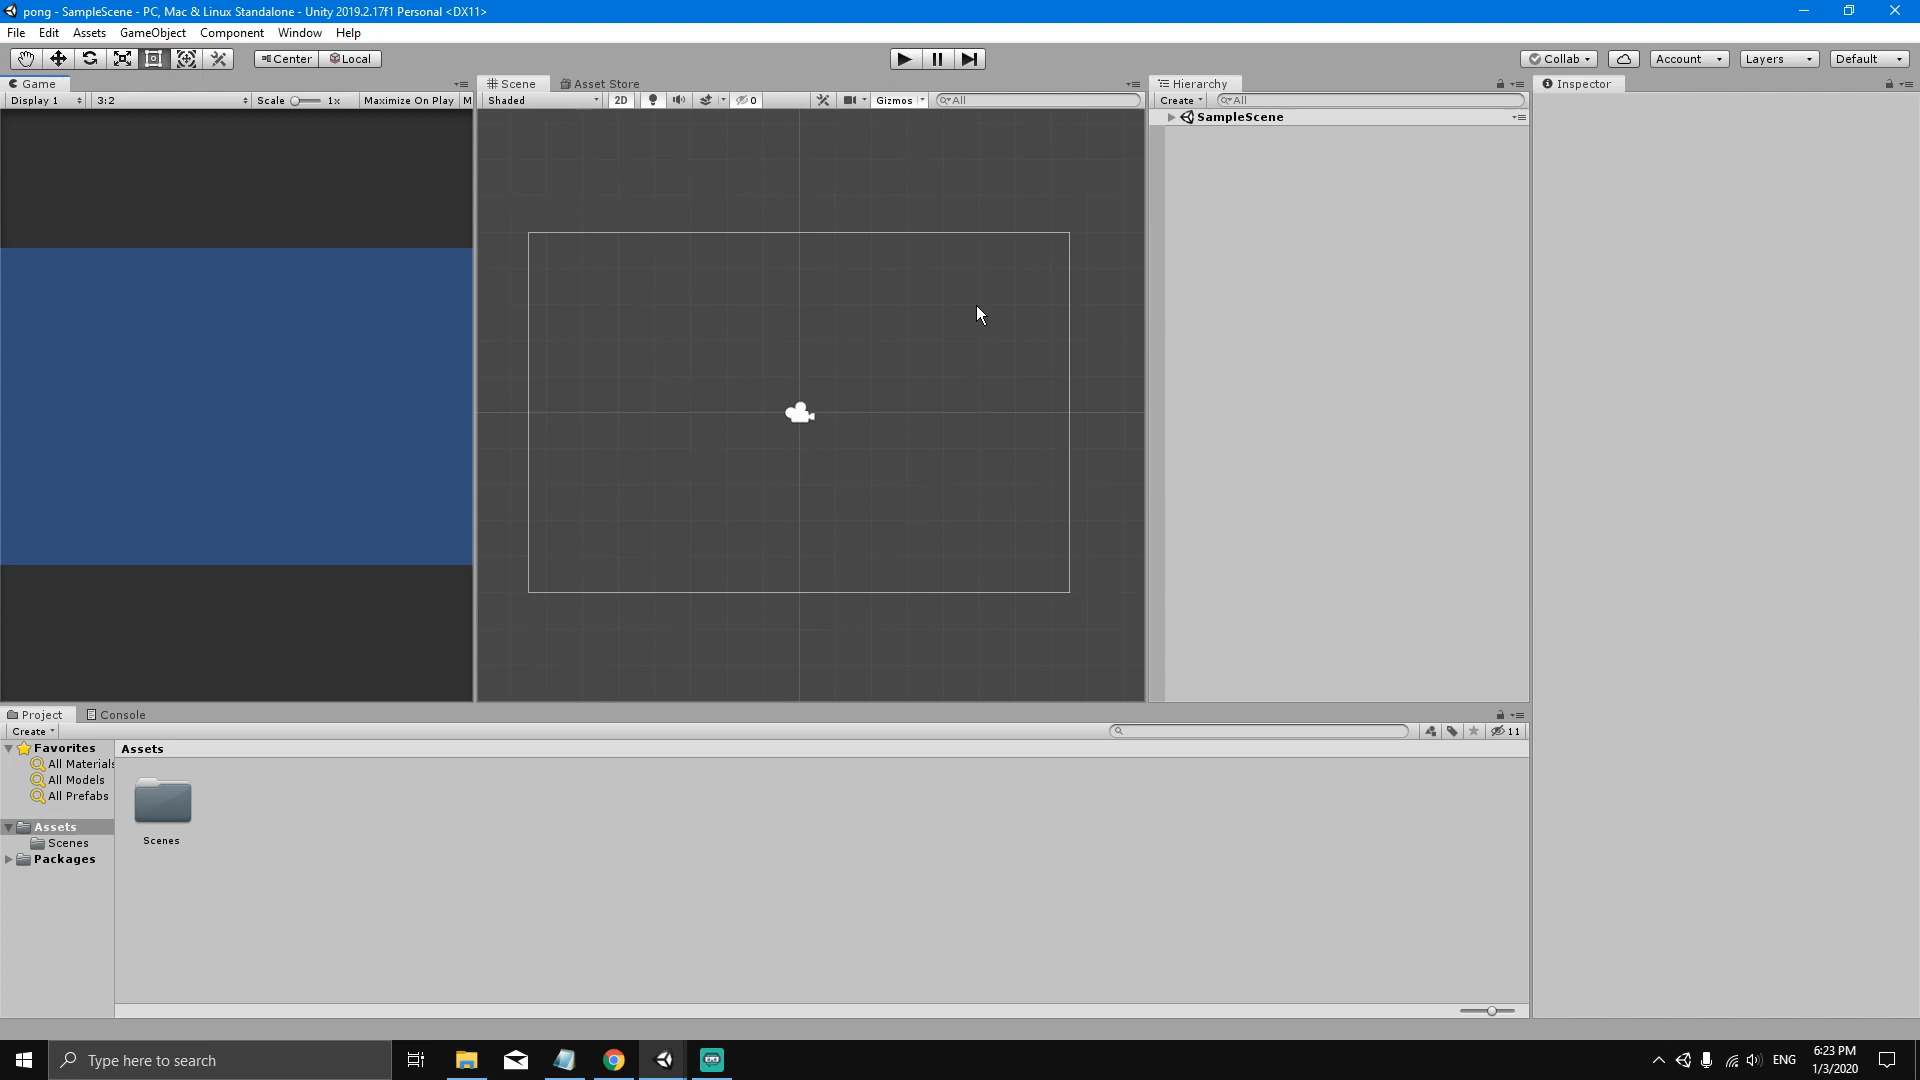 pong - SampleScene - PC, Mac & Linux Standalone - Unity 2019.2.17f1 Personal <DX11>
File Edit Assets GameObject Component Window Help
Center Local Collab Account Layers Default
Game Scene Asset Store Hierarchy Inspector
Display 1 3:2 Scale 1x Maximize On Play M Shaded 2D 0 Gizmos All Create All
SampleScene
Project Console
Create 11
Favorites Assets
All Materials
All Models
All Prefabs
Assets
Scenes
Packages
Scenes
Type here to search ENG 6:23 PM
1/3/2020